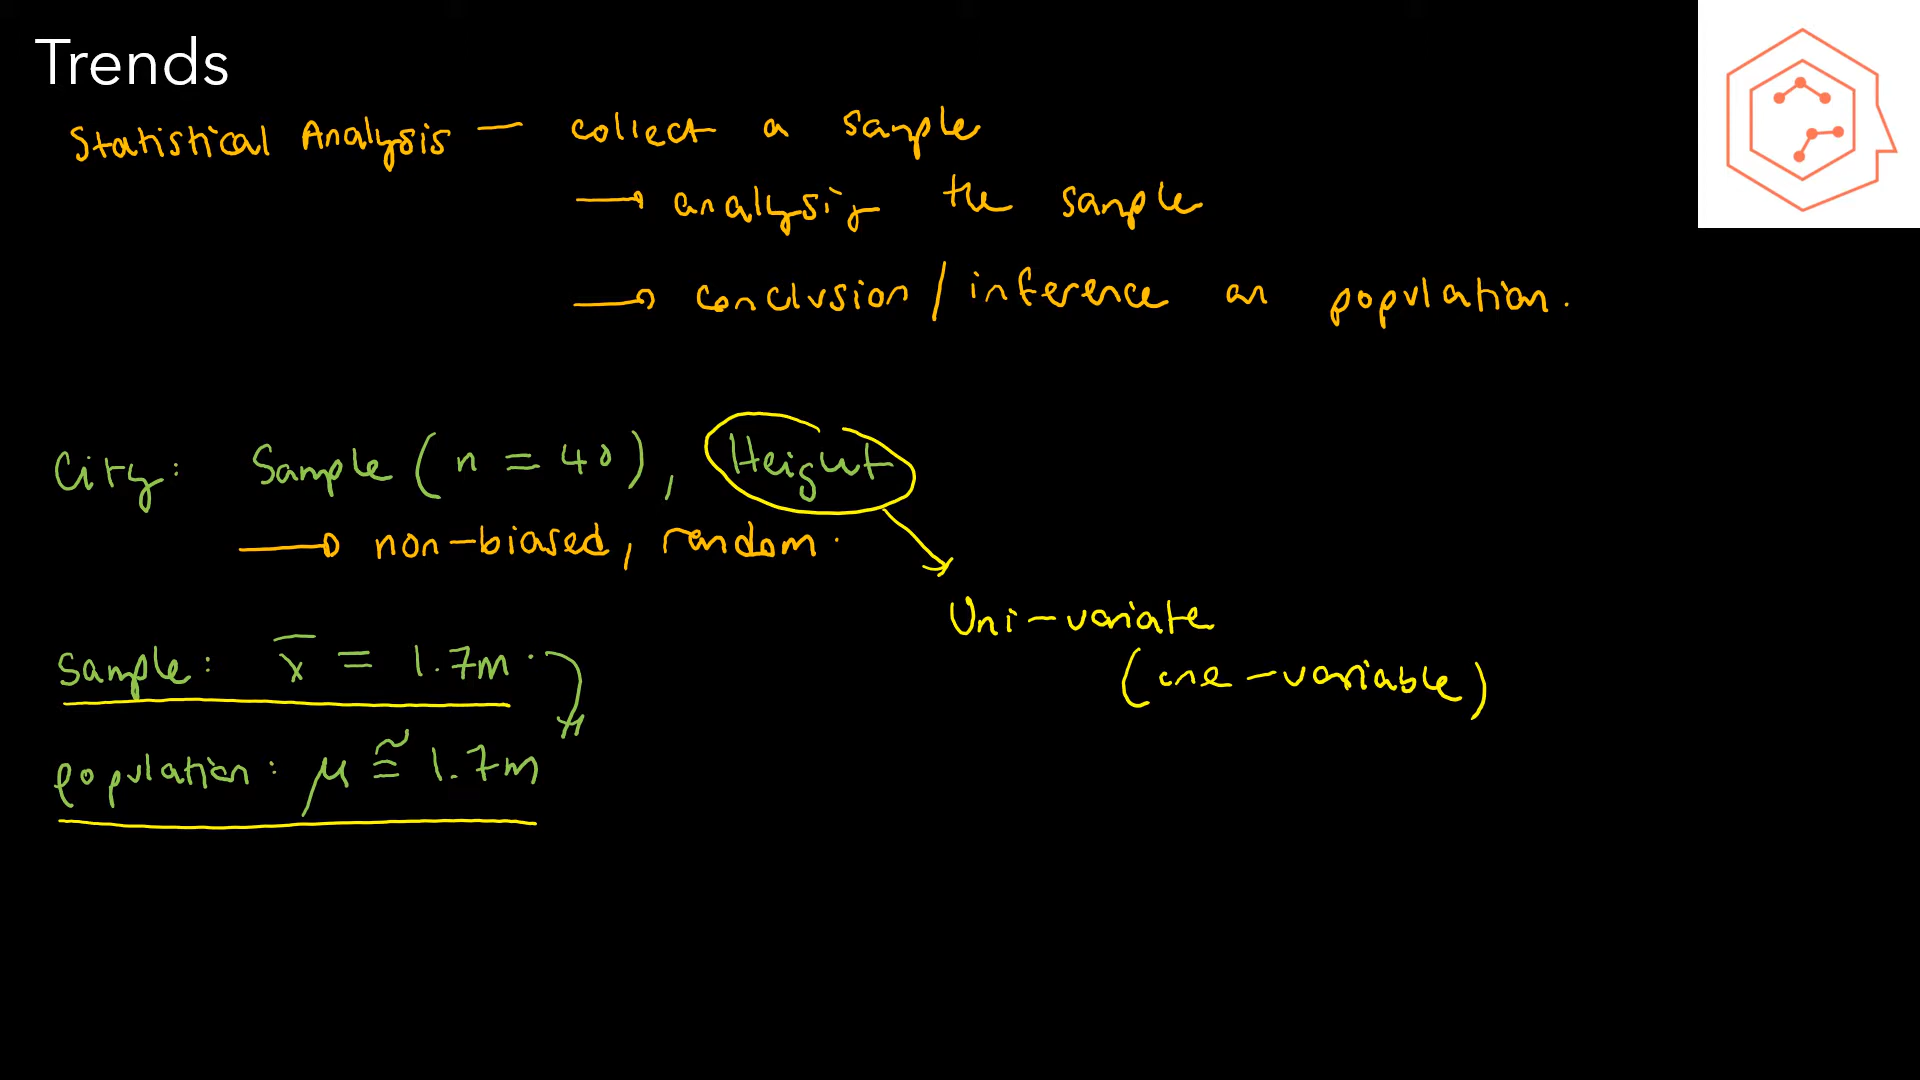 Trends
Statistical Analysis — collect a sample
→ analysing the sample
→ conclusion / inference on population.
City: Sample (n = 40), Height
→ non-biased, random.
Uni-variate
sample: x̄ = 1.7m.
(one-variable)
population: μ ≅ 1.7m